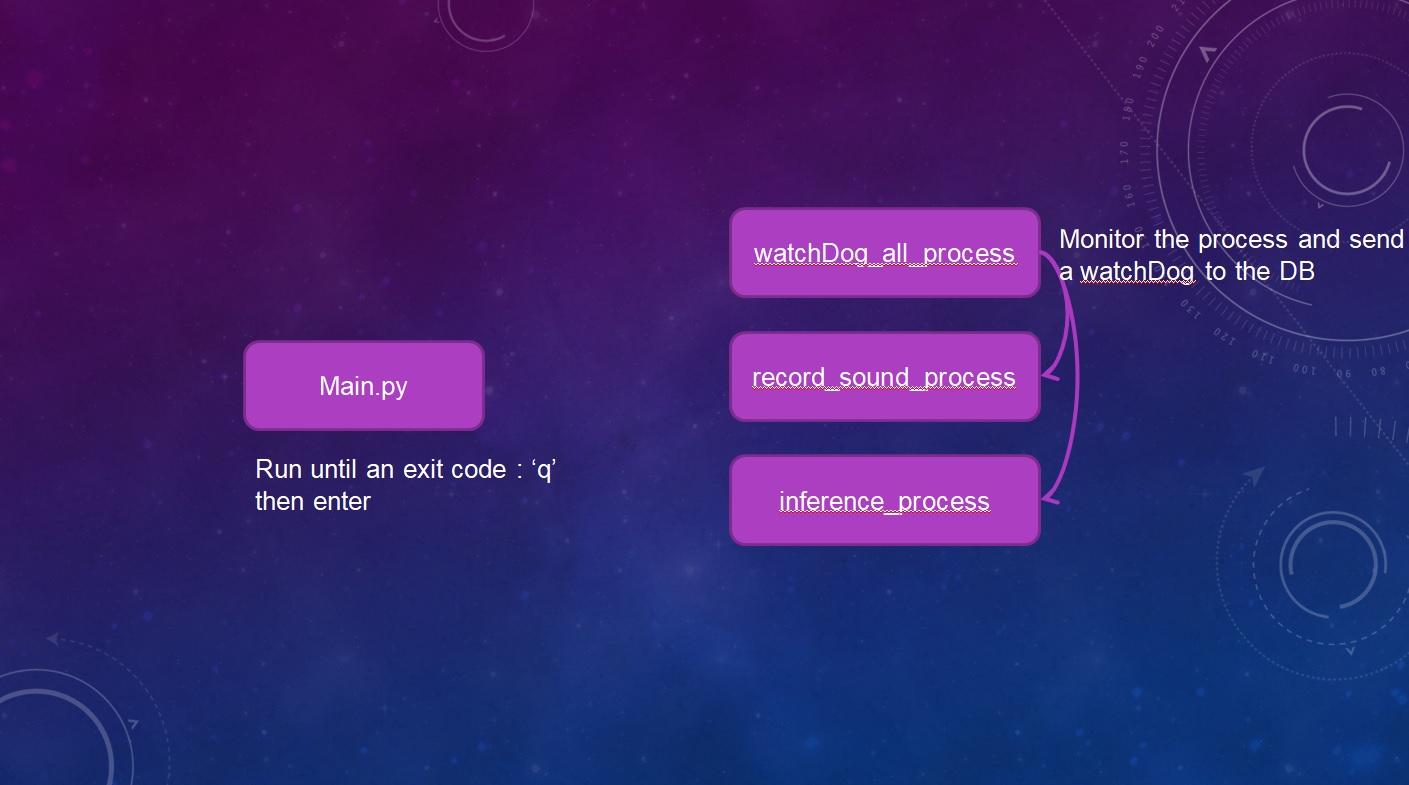 watchDog_all_process
Monitor the process and send
a watchDog to the DB
record_sound_process
Main.py
Run until an exit code : ‘q’
then enter
inference_process